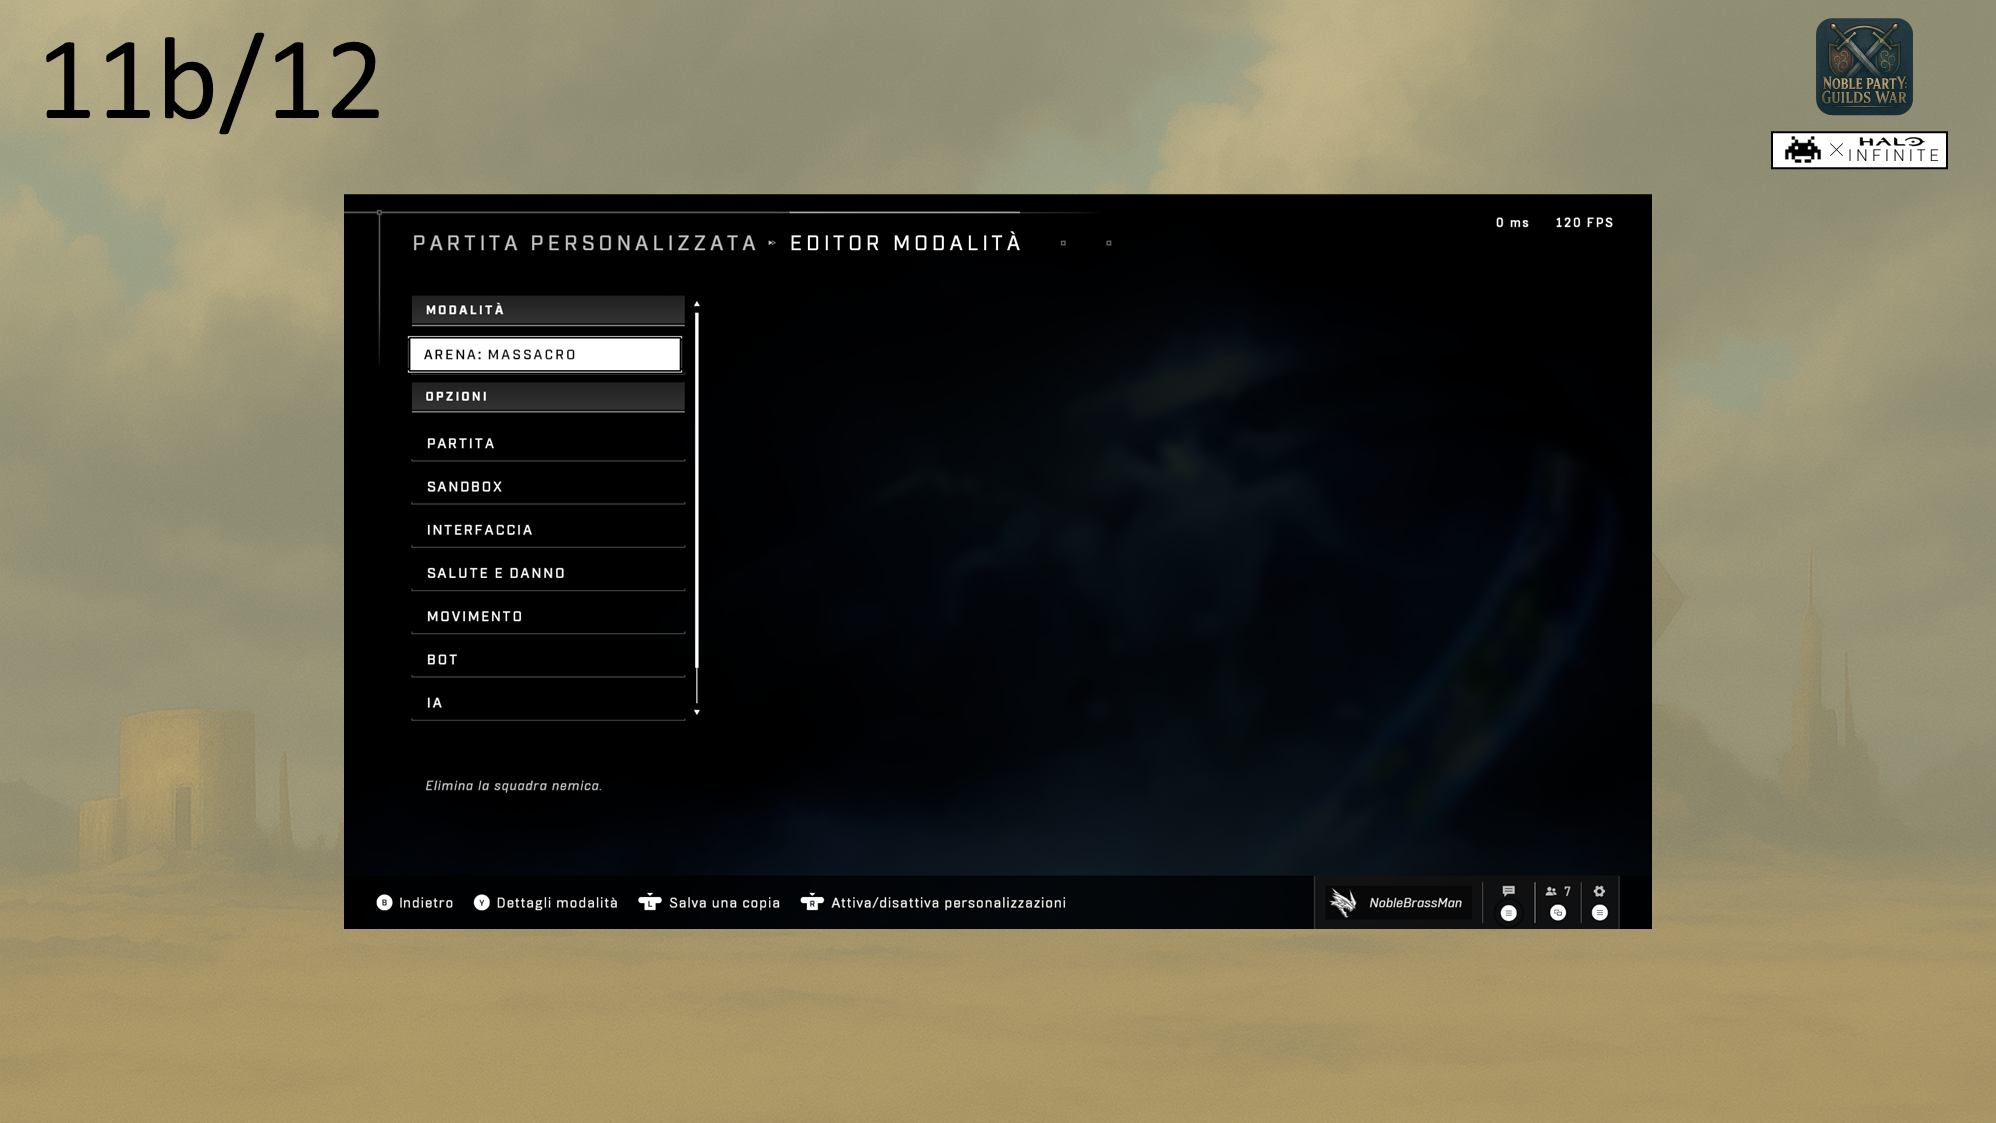 11b/12
NOBLE PARTY:
GUILDS WAR
HALO
INFINITE
0 ms 120 FPS
PARTITA PERSONALIZZATA EDITOR MODALITÀ
MODALITÀ
ARENA: MASSACRO
OPZIONI
PARTITA
SANDBOX
INTERFACCIA
SALUTE E DANNO
MOVIMENTO
BOT
IA
Elimina la squadra nemica.
B Indietro Y Dettagli modalità L Salva una copia R Attiva/disattiva personalizzazioni
NobleBrassMan 7